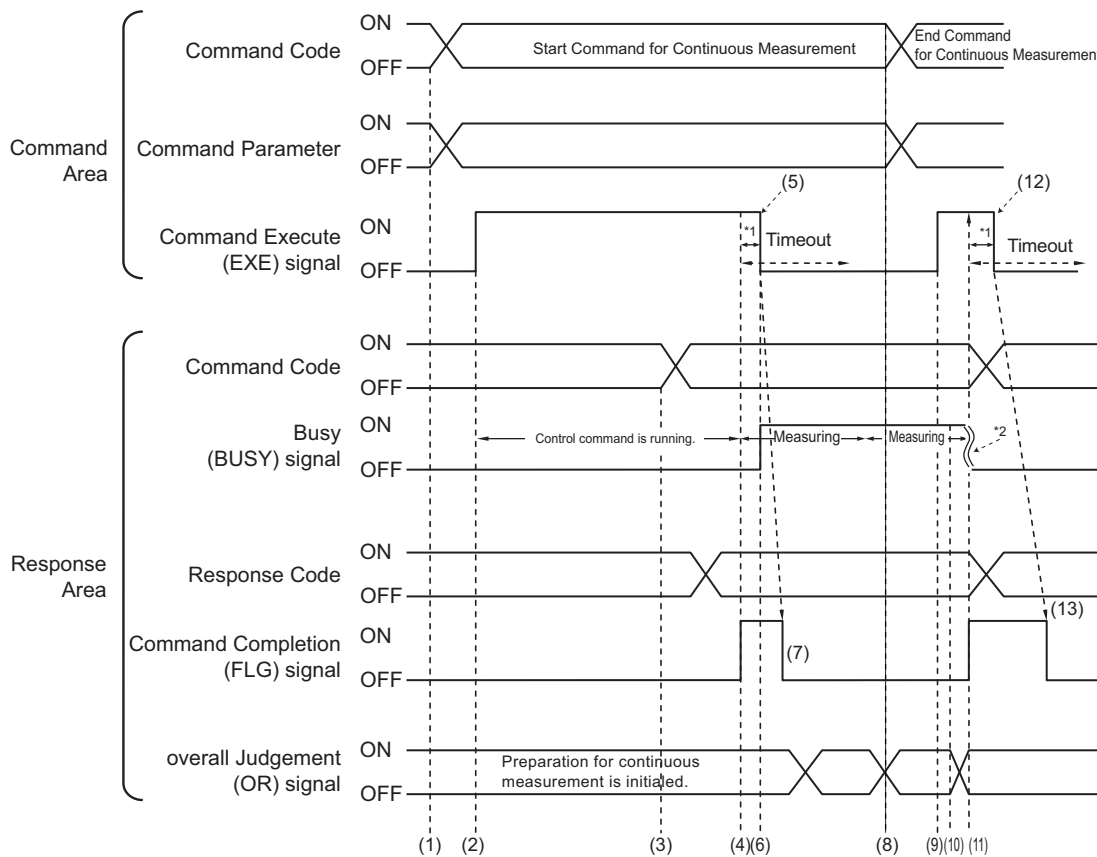 ON
Command Code
OFF
Start Command for Continuous Measurement
End Command
for Continuous Measurement
Command
Area
ON
Command Parameter
OFF
(5)
(12)
ON
Command Execute
(EXE) signal
OFF
*1
Timeout
*1
Timeout
ON
Command Code
OFF
Busy
(BUSY) signal
ON
OFF
Control command is running.
Measuring
Measuring
*2
Response
Area
ON
Response Code
OFF
Command Completion
(FLG) signal
ON
OFF
(7)
(13)
overall Judgement
(OR) signal
ON
OFF
Preparation for continuous
measurement is initialed.
(1) (2) (3) (4)(6) (8) (9)(10) (11)